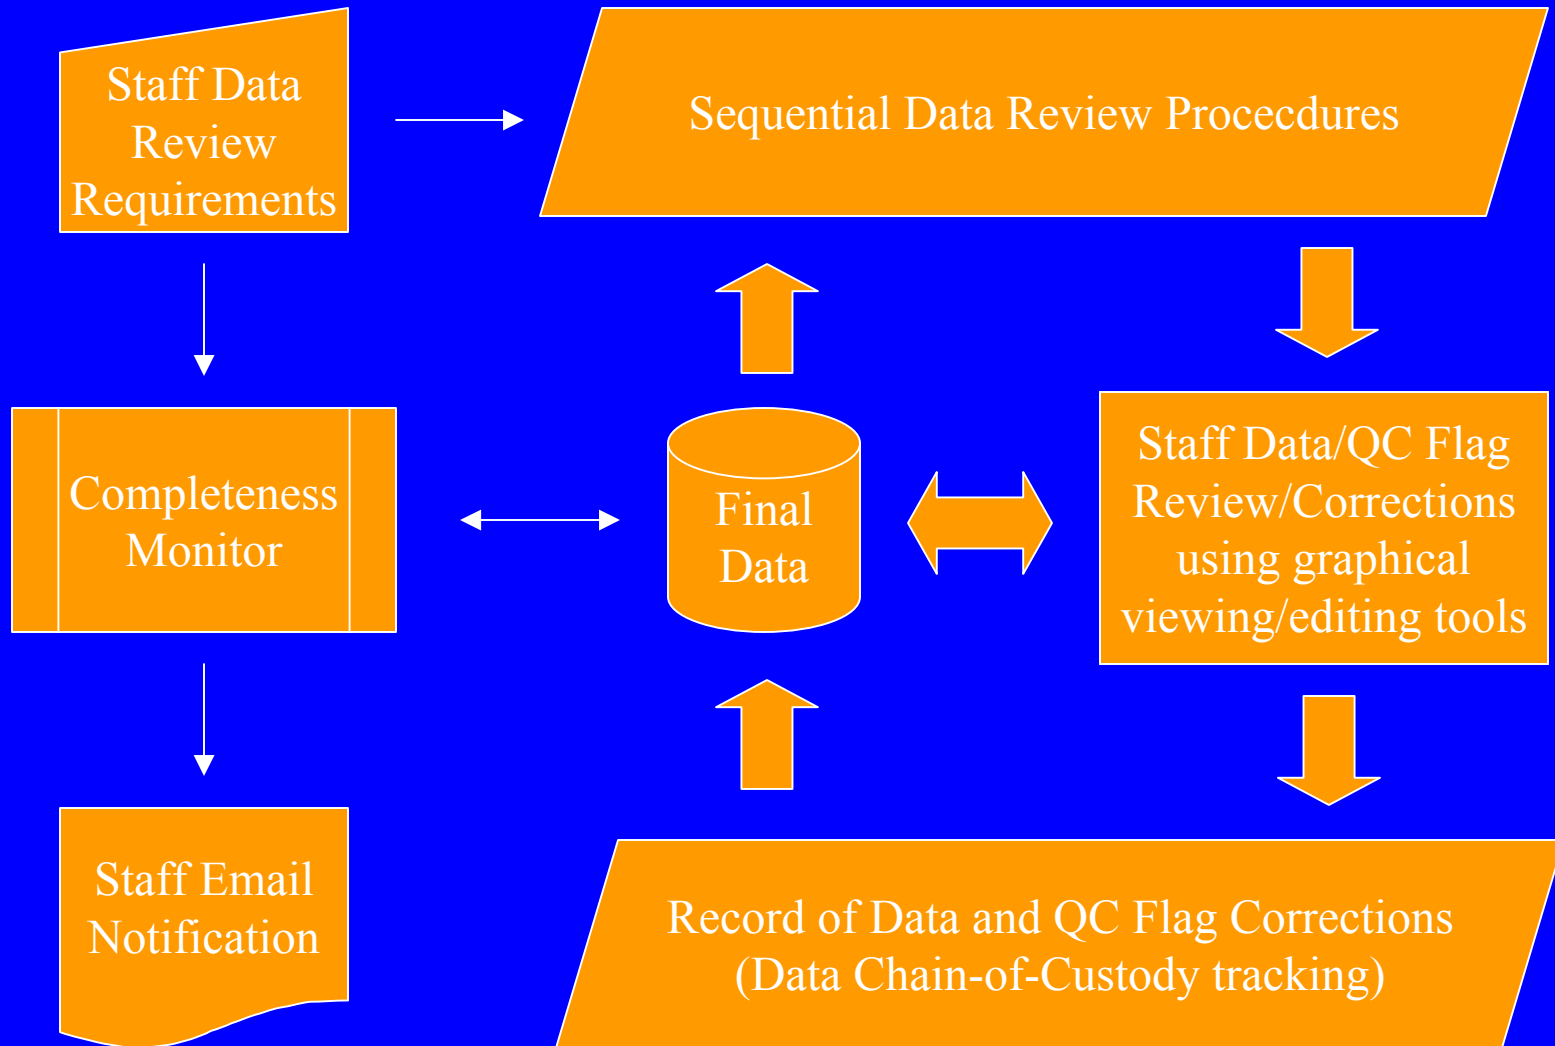 Staff Data
Review
Requirements
Sequential Data Review Procecdures
Completeness
Monitor
Final
Data
Staff Data/QC Flag
Review/Corrections
using graphical
viewing/editing tools
Staff Email
Notification
Record of Data and QC Flag Corrections
(Data Chain-of-Custody tracking)